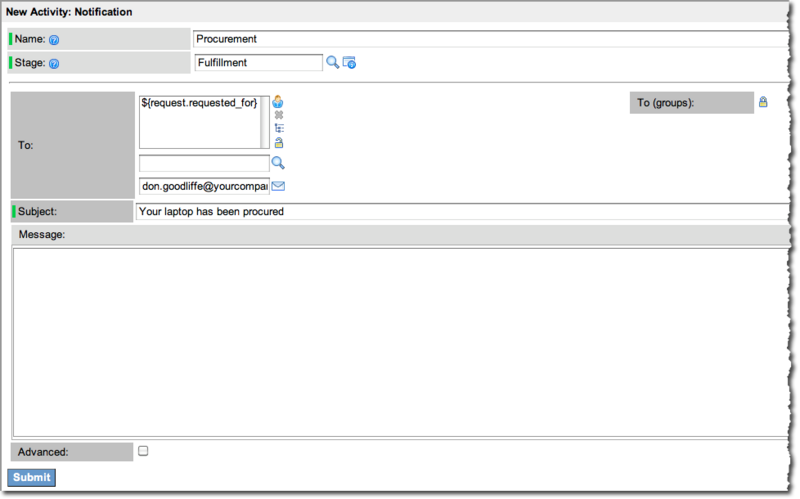 New Activity: Notification
Name:
Procurement
Stage:
Fulfillment
To:
${request.requested_for}
To (groups):
don.goodliffe@yourcompa
Subject:
Your laptop has been procured
Message:
Advanced:
Submit